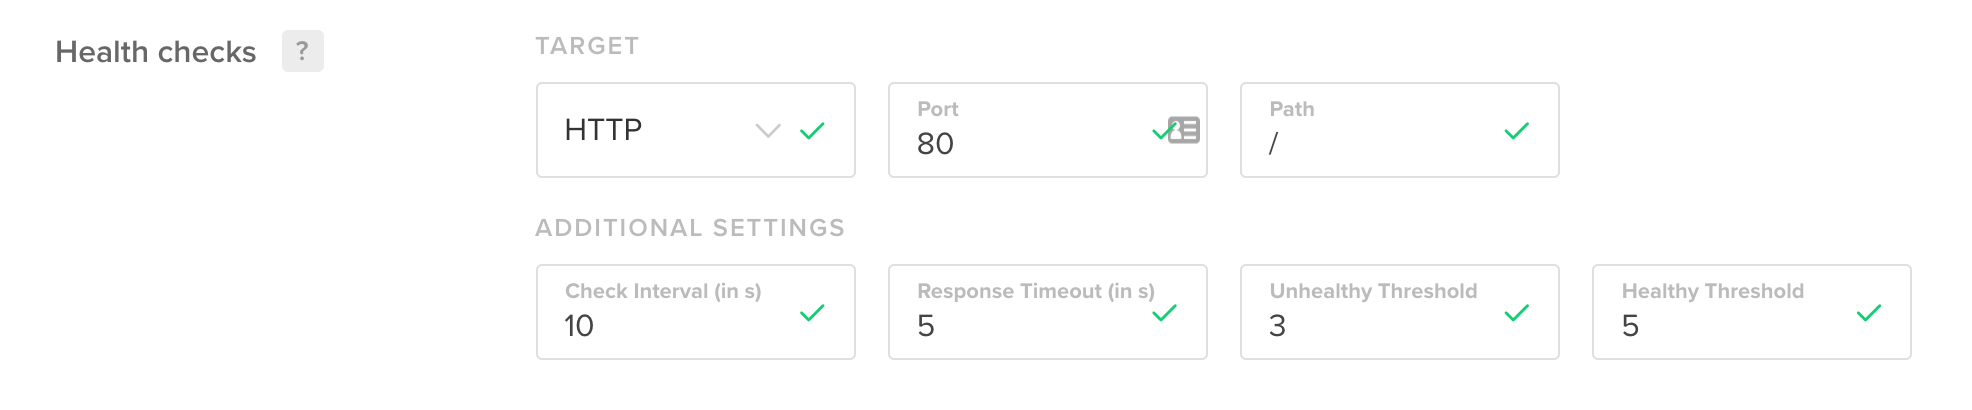 Health checks ?
TARGET
HTTP
Port
80
Path
/
ADDITIONAL SETTINGS
Check Interval (in s)
10
Response Timeout (in s)
5
Unhealthy Threshold
3
Healthy Threshold
5